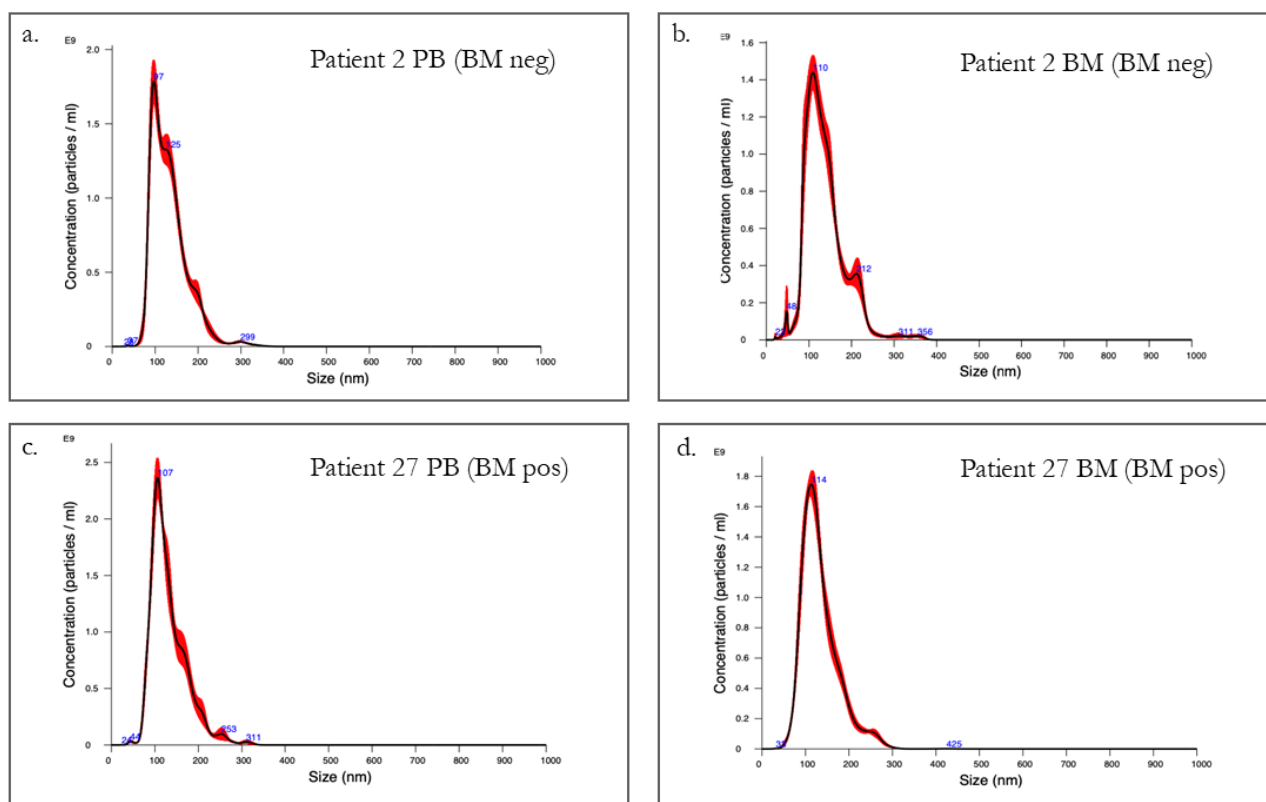 a.
E9
Patient 2 PB (BM neg)
Concentration (particles / ml)
2.0
1.5
1.0
0.5
0
97
125
299
0 100 200 300 400 500 600 700 800 900 1000
Size (nm)
b.
E9
Patient 2 BM (BM neg)
Concentration (particles / ml)
1.6
1.4
1.2
1.0
0.8
0.6
0.4
0.2
0
110
48
212
311
356
0 100 200 300 400 500 600 700 800 900 1000
Size (nm)
c.
E9
Patient 27 PB (BM pos)
Concentration (particles / ml)
2.5
2.0
1.5
1.0
0.5
0
107
44
253
311
0 100 200 300 400 500 600 700 800 900 1000
Size (nm)
d.
E9
Patient 27 BM (BM pos)
Concentration (particles / ml)
1.8
1.6
1.4
1.2
1.0
0.8
0.6
0.4
0.2
0
114
425
0 100 200 300 400 500 600 700 800 900 1000
Size (nm)